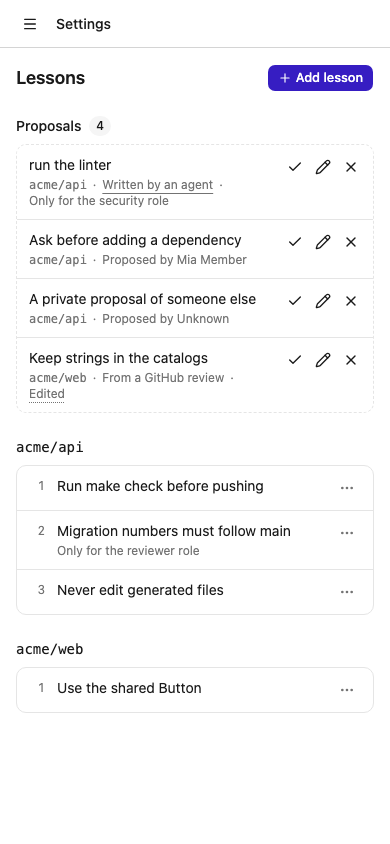 Settings
Lessons
Add lesson
Proposals 4
run the linter
acme/api · Written by an agent ·
Only for the security role
Ask before adding a dependency
acme/api · Proposed by Mia Member
A private proposal of someone else
acme/api · Proposed by Unknown
Keep strings in the catalogs
acme/web · From a GitHub review ·
Edited
acme/api
1 Run make check before pushing
2 Migration numbers must follow main
Only for the reviewer role
3 Never edit generated files
acme/web
1 Use the shared Button